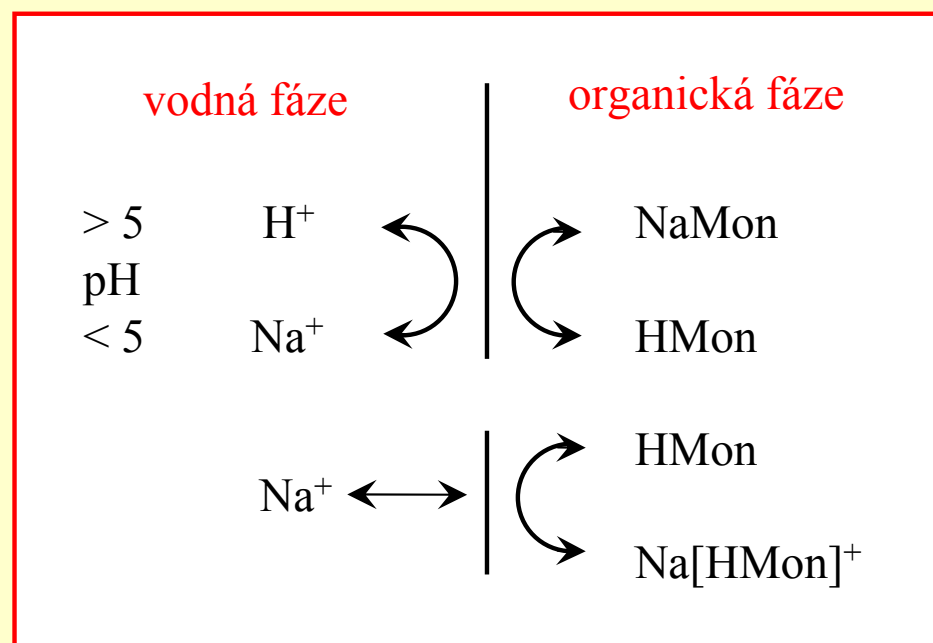 vodná fáze organická fáze
> 5 H⁺ NaMon
pH
< 5 Na⁺ HMon
HMon
Na⁺
Na[HMon]⁺